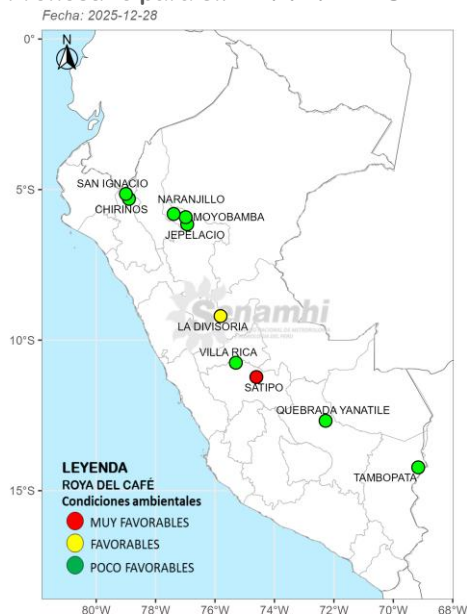 Fecha: 2025-12-28
N
0°
5°S
10°S
15°S
SAN IGNACIO
CHIRINOS
NARANJILLO
MOYOBAMBA
JEPELACIO
Senamhi
LA DIVISORIA
VILLA RICA
SATIPO
QUEBRADA YANATILE
TAMBOPATA
LEYENDA
ROYA DEL CAFÉ
Condiciones ambientales
MUY FAVORABLES
FAVORABLES
POCO FAVORABLES
80°W 78°W 76°W 74°W 72°W 70°W 68°W